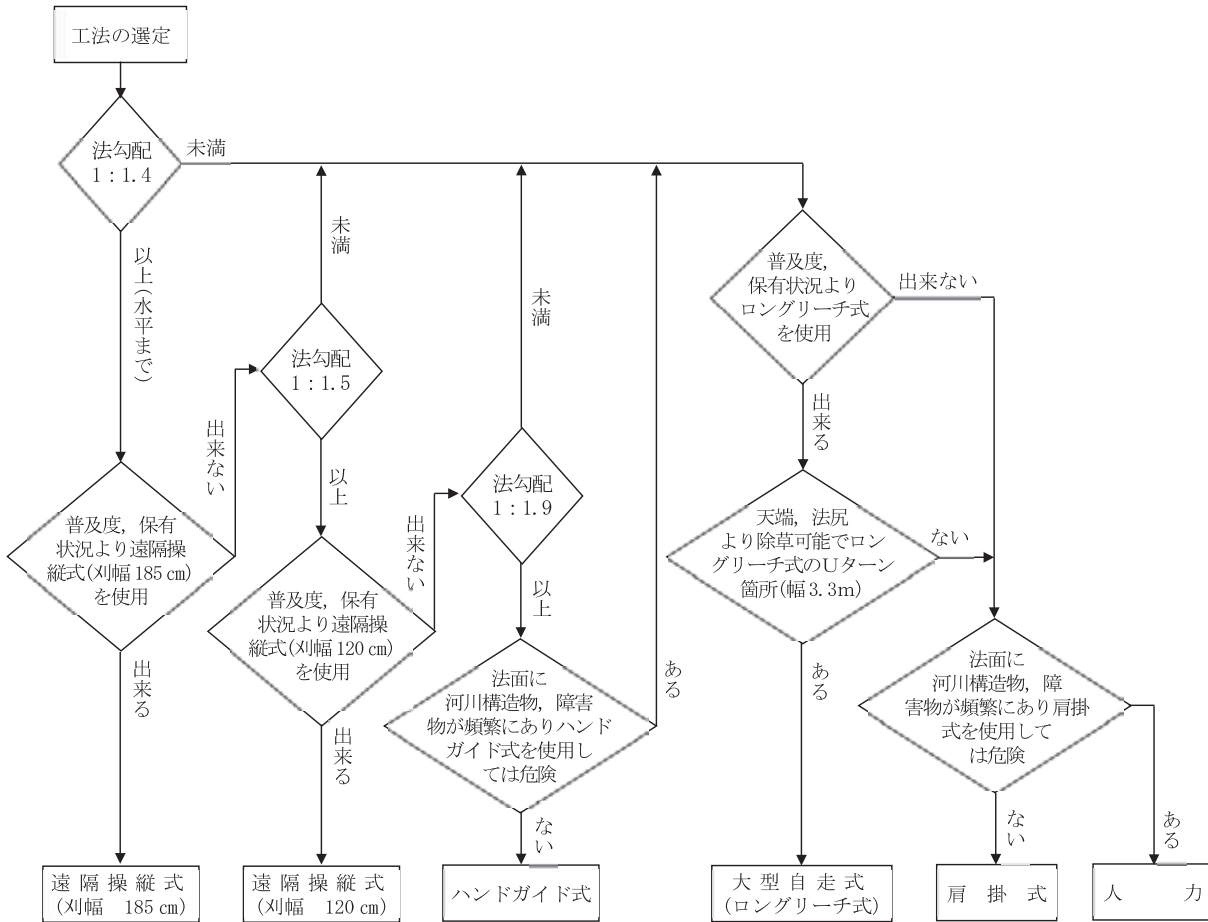 工法の選定
法勾配
1：1.4
未満
以上(水平まで)
普及度，保有
状況より遠隔操
縦式(刈幅185㎝)
を使用
出来ない
出来る
遠隔操縦式
(刈幅　185㎝)
未満
法勾配
1：1.5
以上
普及度，保有
状況より遠隔操
縦式(刈幅120㎝)
を使用
出来ない
出来る
遠隔操縦式
(刈幅　120㎝)
未満
法勾配
1：1.9
以上
法面に
河川構造物，障害
物が頻繁にありハンド
ガイド式を使用し
ては危険
ある
ない
ハンドガイド式
普及度，
保有状況より
ロングリーチ式
を使用
出来ない
出来る
天端，法尻
より除草可能でロン
グリーチ式のUターン
箇所(幅3.3m)
ない
ある
大型自走式
(ロングリーチ式)
法面に
河川構造物，障
害物が頻繁にあり肩掛
式を使用して
は危険
ない
ある
肩掛式
人力